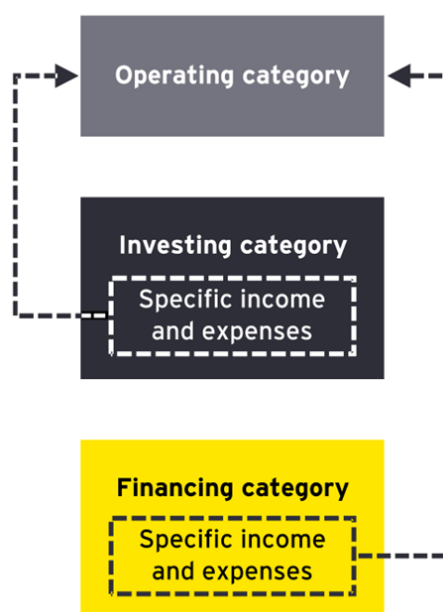 Operating category
Investing category
Specific income
and expenses
Financing category
Specific income
and expenses